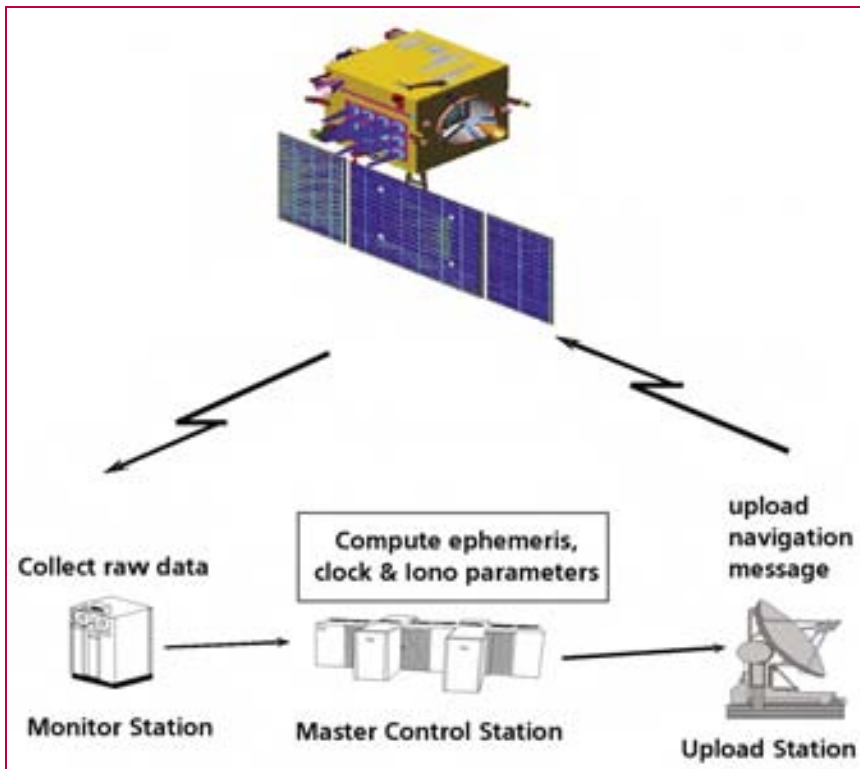 Collect raw data
Compute ephemeris,
clock & Iono parameters
upload
navigation
message
Monitor Station
Master Control Station
Upload Station